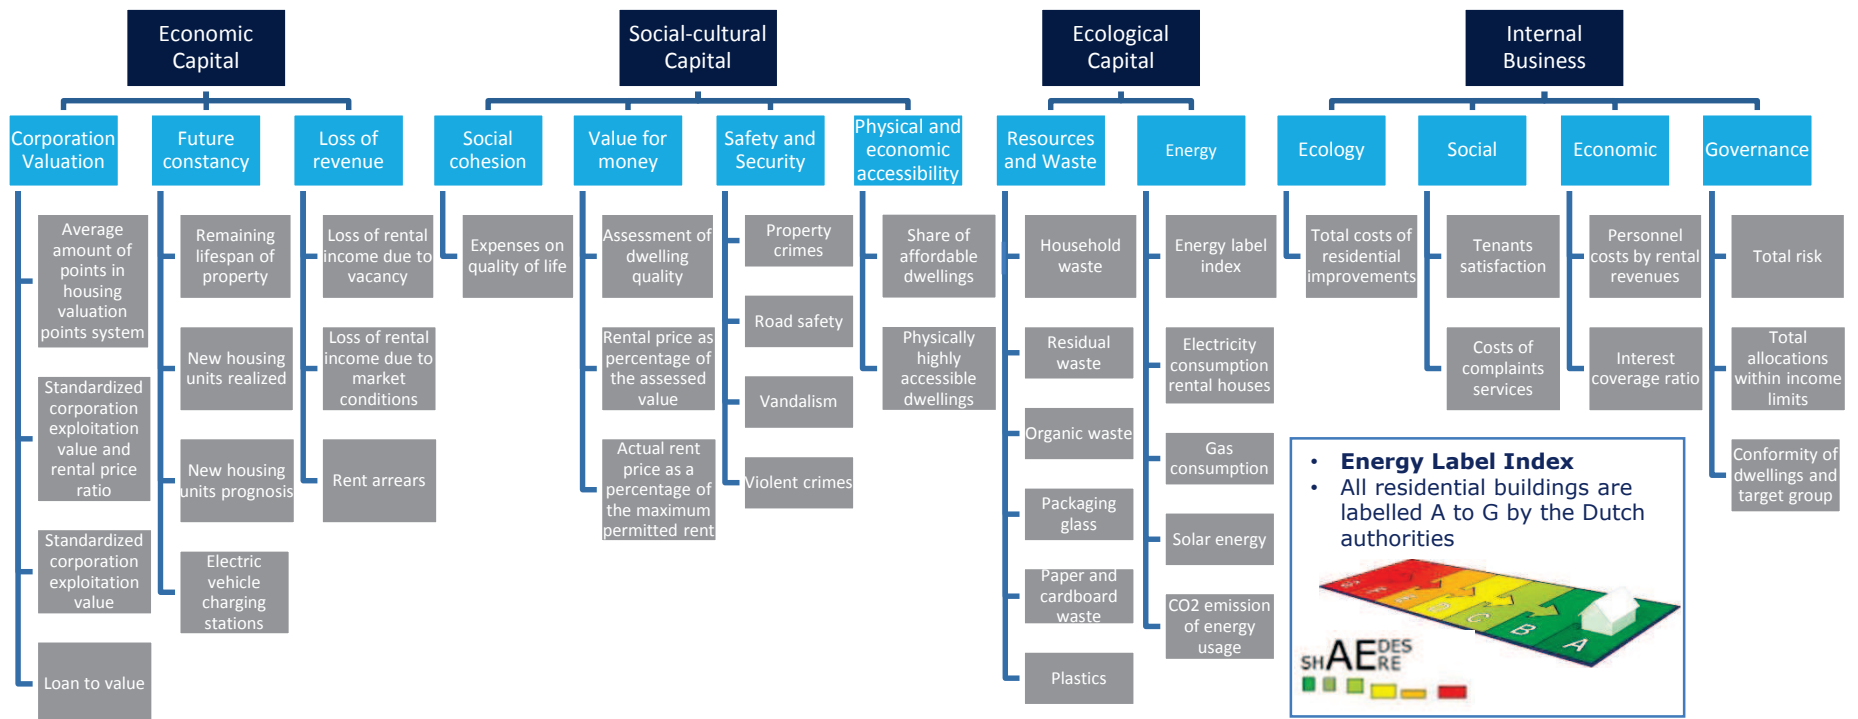 Economic
Capital
Social-cultural
Capital
Ecological
Capital
Internal
Business
Corporation
Valuation
Future
constancy
Loss of
revenue
Social
cohesion
Value for
money
Safety and
Security
Physical and
economic
accessibility
Resources
and Waste
Energy
Ecology
Social
Economic
Governance
Average
amount of
points in
housing
valuation
points system
Standardized
corporation
exploitation
value and
rental price
ratio
Standardized
corporation
exploitation
value
Loan to value
Remaining
lifespan of
property
New housing
units realized
New housing
units prognosis
Electric
vehicle
charging
stations
Loss of rental
income due to
vacancy
Loss of rental
income due to
market
conditions
Rent arrears
Expenses on
quality of life
Assessment of
dwelling
quality
Rental price as
percentage of
the assessed
value
Actual rent
price as a
percentage of
the maximum
permitted rent
Property
crimes
Road safety
Vandalism
Violent crimes
Share of
affordable
dwellings
Physically
highly
accessible
dwellings
Household
waste
Residual
waste
Organic waste
Packaging
glass
Paper and
cardboard
waste
Plastics
Energy label
index
Electricity
consumption
rental houses
Gas
consumption
Solar energy
CO2 emission
of energy
usage
Total costs of
residential
improvements
Tenants
satisfaction
Costs of
complaints
services
Personnel
costs by rental
revenues
Interest
coverage ratio
Total risk
Total
allocations
within income
limits
Conformity of
dwellings and
target group
• Energy Label Index
• All residential buildings are
labelled A to G by the Dutch
authorities
G F E D C B A
SHAEDES
RE